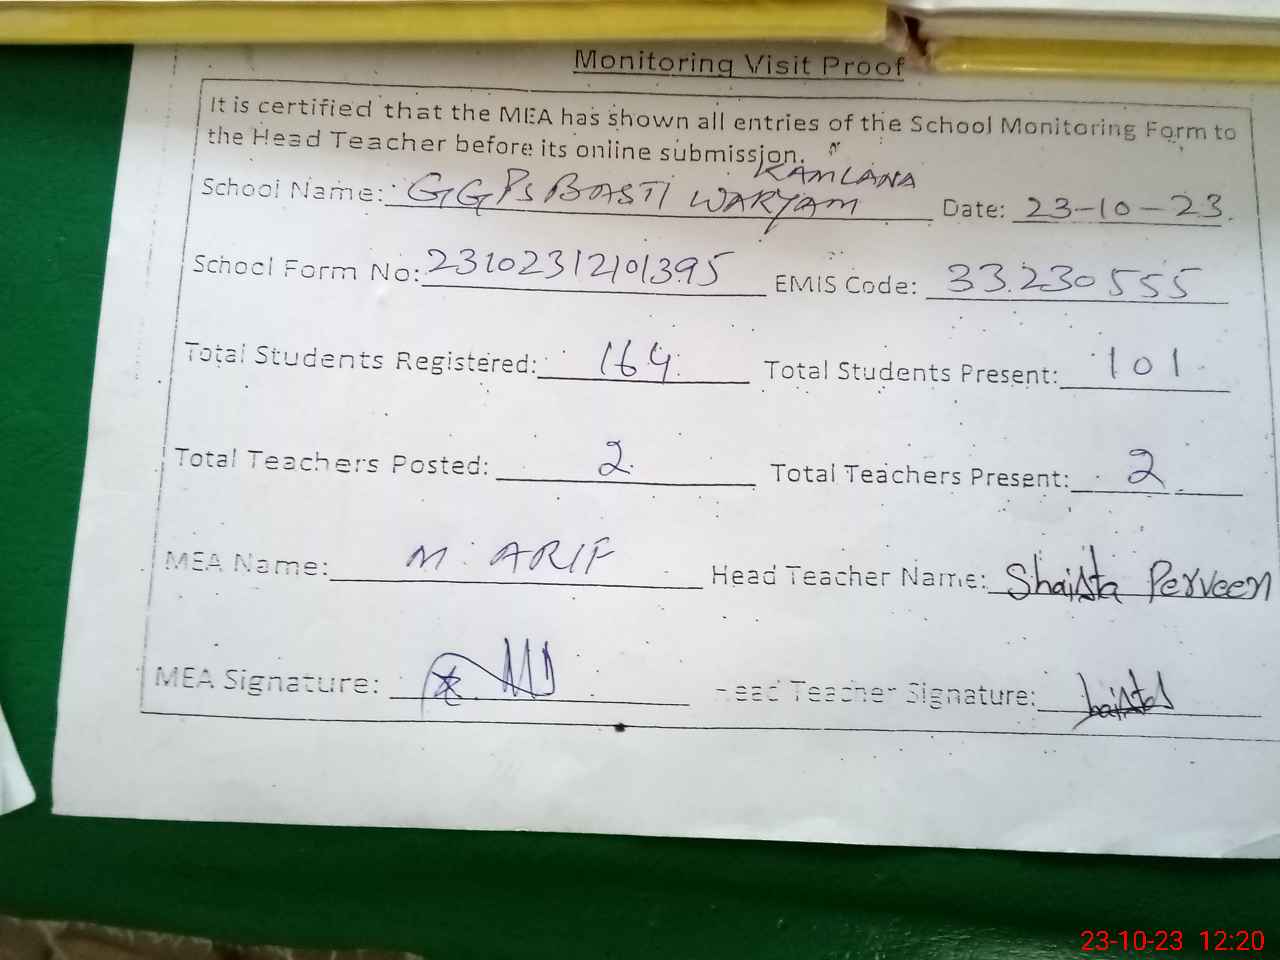 Monitoring Visit Proof
It is certified that the MEA has shown all entries of the School Monitoring Form to
the Head Teacher before its online submission.
KAMLANA
School Name: GGPS BASTI WARYAM Date: 23-10-23.
School Form No: 23102312101395 EMIS Code: 33230555
Total Students Registered: 164 Total Students Present: 101
Total Teachers Posted: 2 Total Teachers Present: 2
MEA Name: M. ARIF Head Teacher Name: Shaista Perveen
MEA Signature: Head Teacher Signature:
23-10-23 12:20